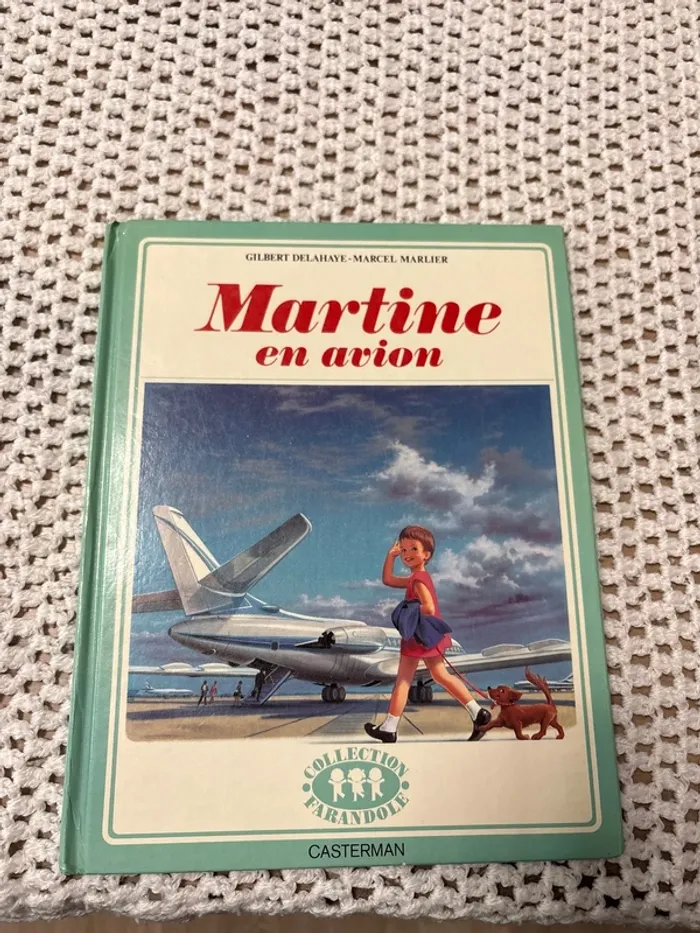 GILBERT DELAHAYE-MARCEL MARLIER
Martine
en avion
COLLECTION
FARANDOLE
CASTERMAN